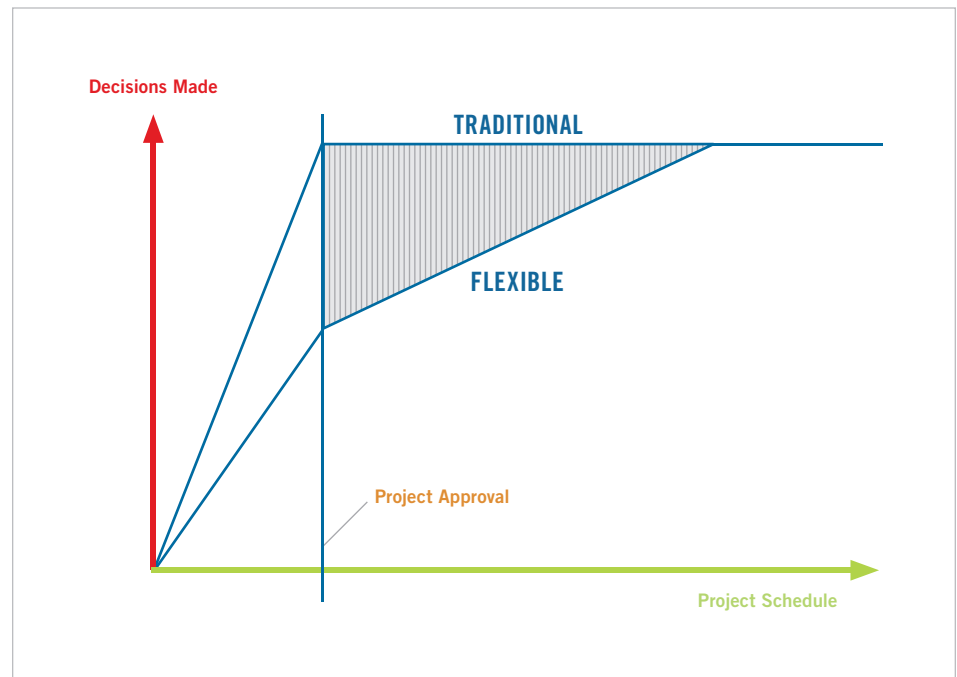 Decisions Made
TRADITIONAL
FLEXIBLE
Project Approval
Project Schedule